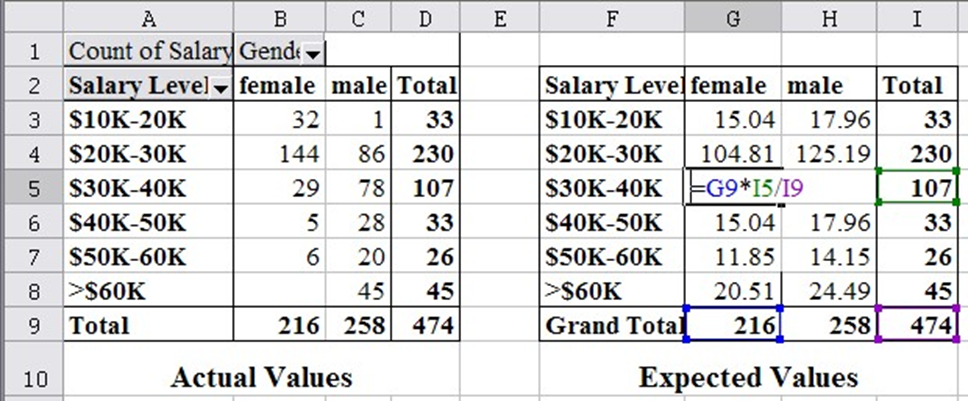 A B C D E F G H I
1 Count of Salary Gende
2 Salary Level female male Total Salary Level female male Total
3 $10K-20K 32 1 33 $10K-20K 15.04 17.96 33
4 $20K-30K 144 86 230 $20K-30K 104.81 125.19 230
5 $30K-40K 29 78 107 $30K-40K =G9*I5/I9 107
6 $40K-50K 5 28 33 $40K-50K 15.04 17.96 33
7 $50K-60K 6 20 26 $50K-60K 11.85 14.15 26
8 >$60K 45 45 >$60K 20.51 24.49 45
9 Total 216 258 474 Grand Total 216 258 474
10 Actual Values Expected Values